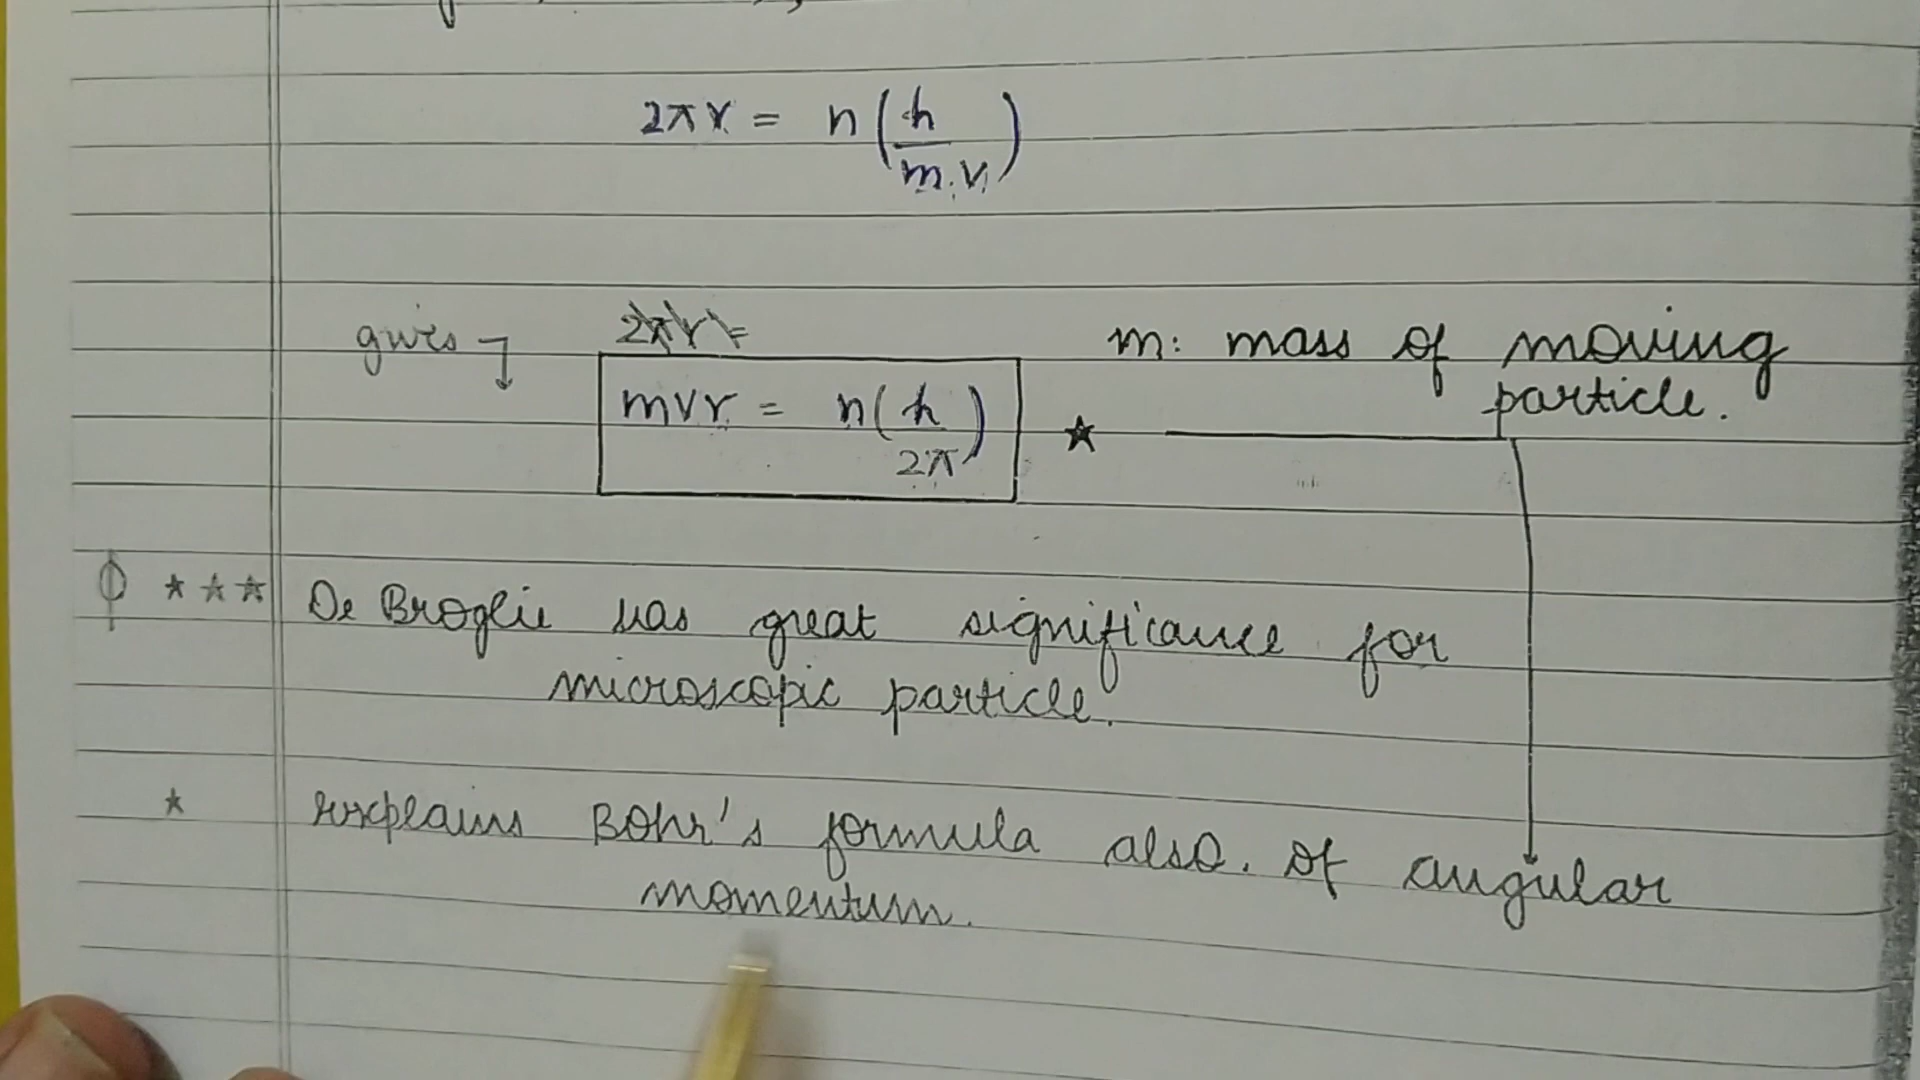 2πr = n(h/m.v)
gives 2πr =
m: mass of moving
particle.
mvr = n(h/2π)
De Broglie has great significance for
microscopic particle.
explains Bohr's formula also. of angular
momentum.